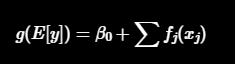 g(E[y]) = β₀ + ∑ fⱼ(xⱼ)